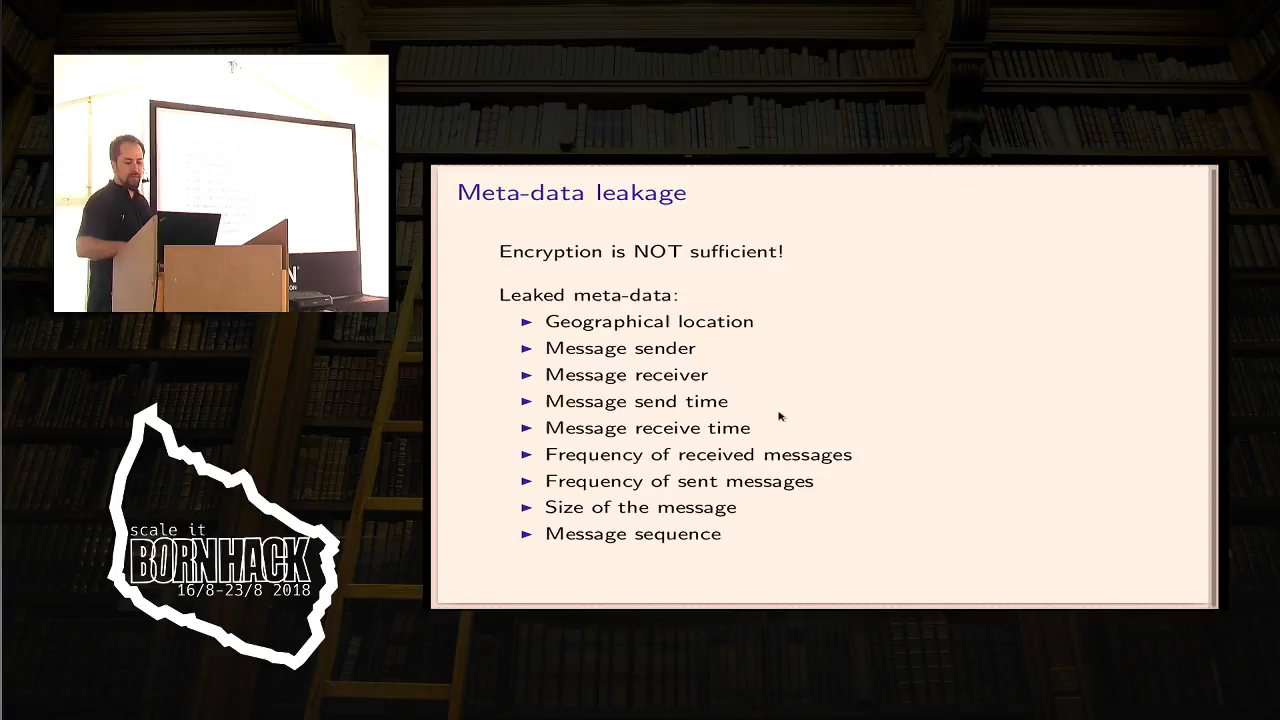 Meta-data leakage
Encryption is NOT sufficient!
Leaked meta-data:
Geographical location
Message sender
Message receiver
Message send time
Message receive time
Frequency of received messages
Frequency of sent messages
Size of the message
Message sequence
scale it
BORNHACK
16/8-23/8 2018